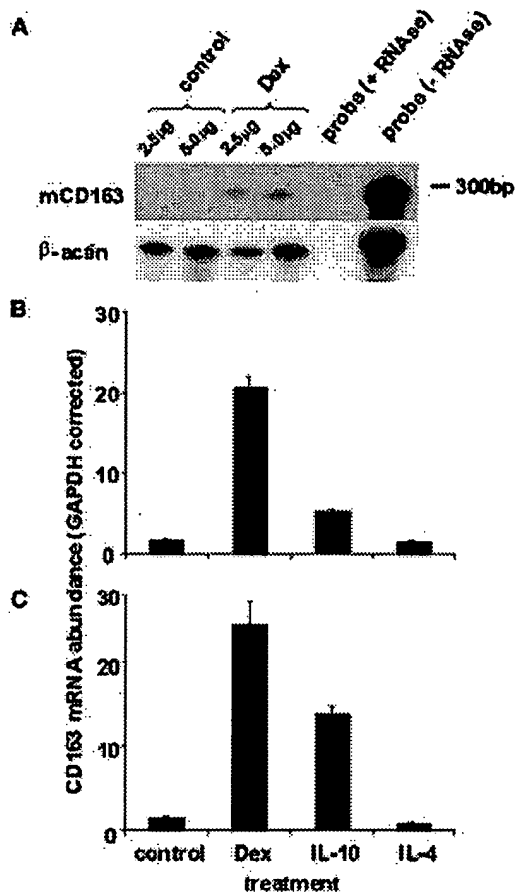 A
control
Dex
probe (+ RNAse)
probe (- RNAse)
2.5µg
5.0µg
2.5µg
5.0µg
mCD163
300bp
β-actin
B
30
20
10
0
CD163 mRNA abundance (GAPDH corrected)
C
30
20
10
0
control Dex IL-10 IL-4
treatment